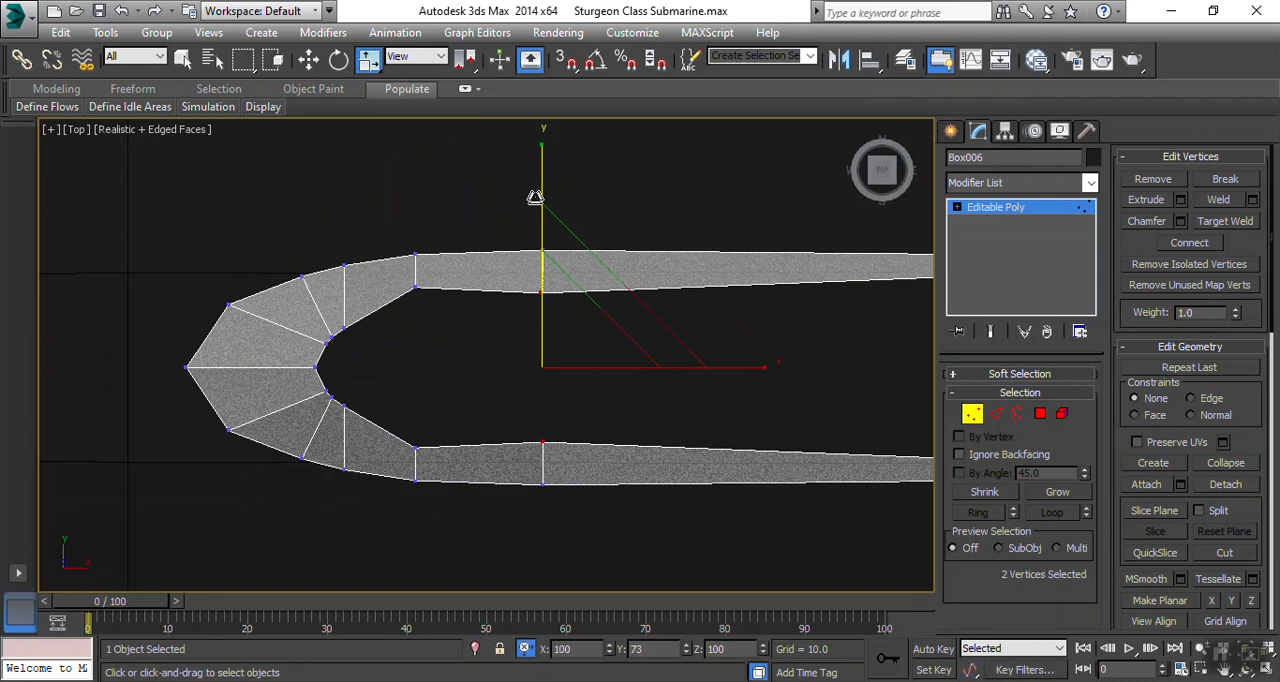 Workspace: Default
Autodesk 3ds Max 2014 x64 Sturgeon Class Submarine.max
Type a keyword or phrase
Edit Tools Group Views Create Modifiers Animation Graph Editors Rendering Customize MAXScript Help
All View 3 Create Selection Se
Modeling Freeform Selection Object Paint Populate
Define Flows Define Idle Areas Simulation Display
[+] [Top] [Realistic + Edged Faces ]
y
x
TOP
y
x
Box006
Modifier List
Editable Poly
Soft Selection
Selection
By Vertex
Ignore Backfacing
By Angle: 45.0
Shrink Grow
Ring Loop
Preview Selection
Off SubObj Multi
2 Vertices Selected
Edit Vertices
Remove Break
Extrude Weld
Chamfer Target Weld
Connect
Remove Isolated Vertices
Remove Unused Map Verts
Weight: 1.0
Edit Geometry
Repeat Last
Constraints
None Edge
Face Normal
Preserve UVs
Create Collapse
Attach Detach
Slice Plane Split
Slice Reset Plane
QuickSlice Cut
MSmooth Tessellate
Make Planar X Y Z
View Align Grid Align
0 / 100
0 10 20 30 40 50 60 70 80 90 100
1 Object Selected X: 100 Y: 73 Z: 100 Grid = 10.0
Auto Key Selected
Welcome to M
Click or click-and-drag to select objects
Add Time Tag
Set Key Key Filters... 0